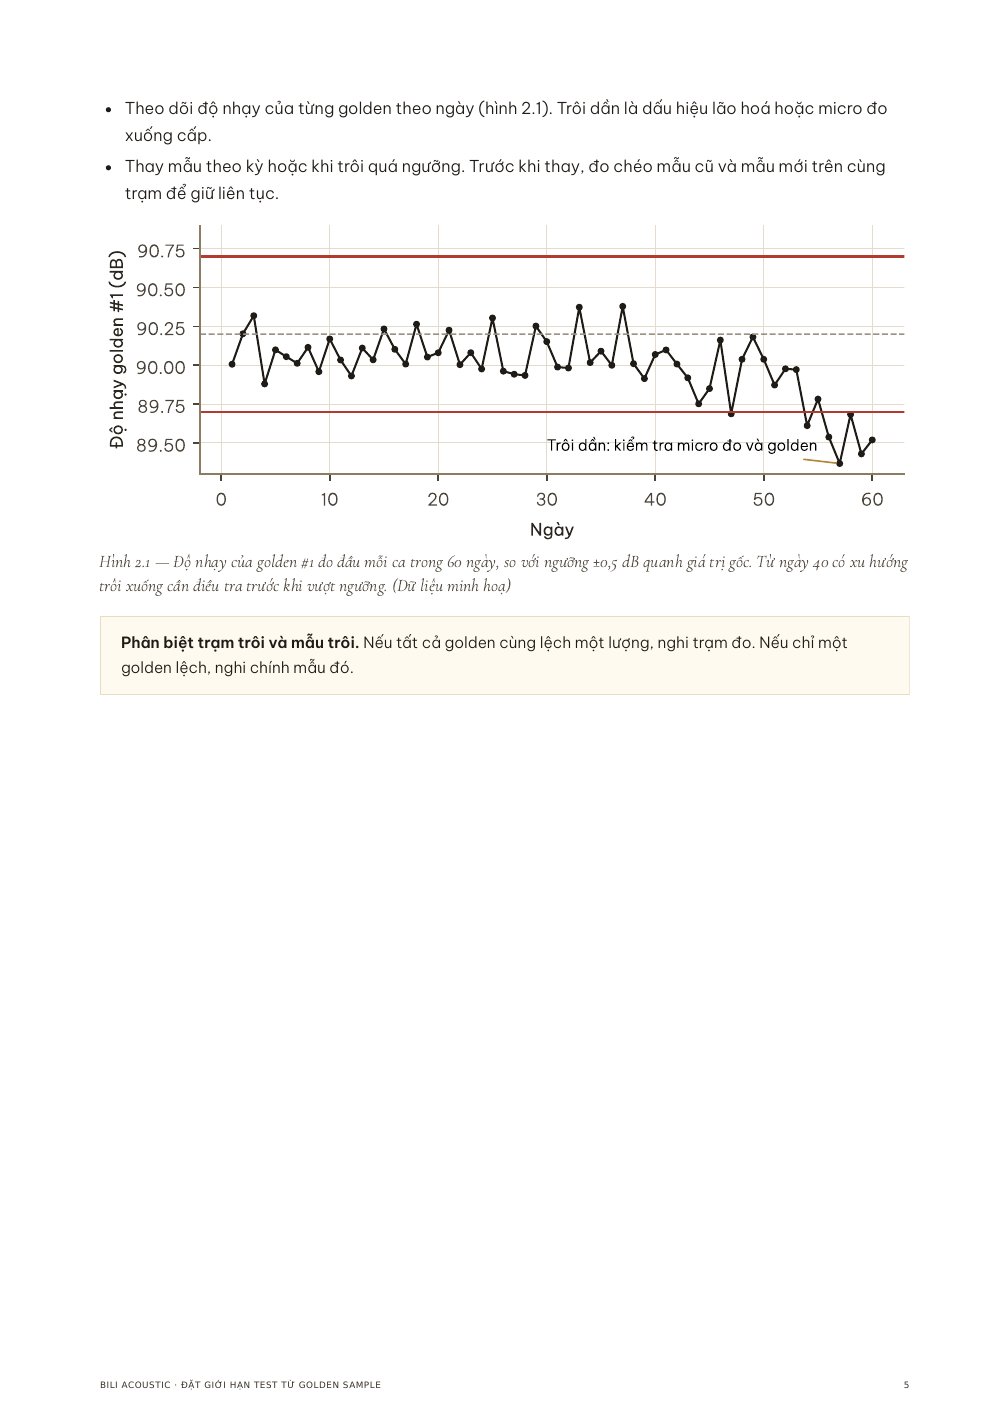 • Theo dõi độ nhạy của từng golden theo ngày (hình 2.1). Trôi dần là dấu hiệu lão hoá hoặc micro đo
xuống cấp.
• Thay mẫu theo kỳ hoặc khi trôi quá ngưỡng. Trước khi thay, đo chéo mẫu cũ và mẫu mới trên cùng
trạm để giữ liên tục.
Độ nhạy golden #1 (dB)
90.75
90.50
90.25
90.00
89.75
89.50
Trôi dần: kiểm tra micro đo và golden
0 10 20 30 40 50 60
Ngày
Hình 2.1 — Độ nhạy của golden #1 đo đầu mỗi ca trong 60 ngày, so với ngưỡng ±0,5 dB quanh giá trị gốc. Từ ngày 40 có xu hướng
trôi xuống cần điều tra trước khi vượt ngưỡng. (Dữ liệu minh hoạ)
Phân biệt trạm trôi và mẫu trôi. Nếu tất cả golden cùng lệch một lượng, nghi trạm đo. Nếu chỉ một
golden lệch, nghi chính mẫu đó.
BILI ACOUSTIC · ĐẶT GIỚI HẠN TEST TỪ GOLDEN SAMPLE 5